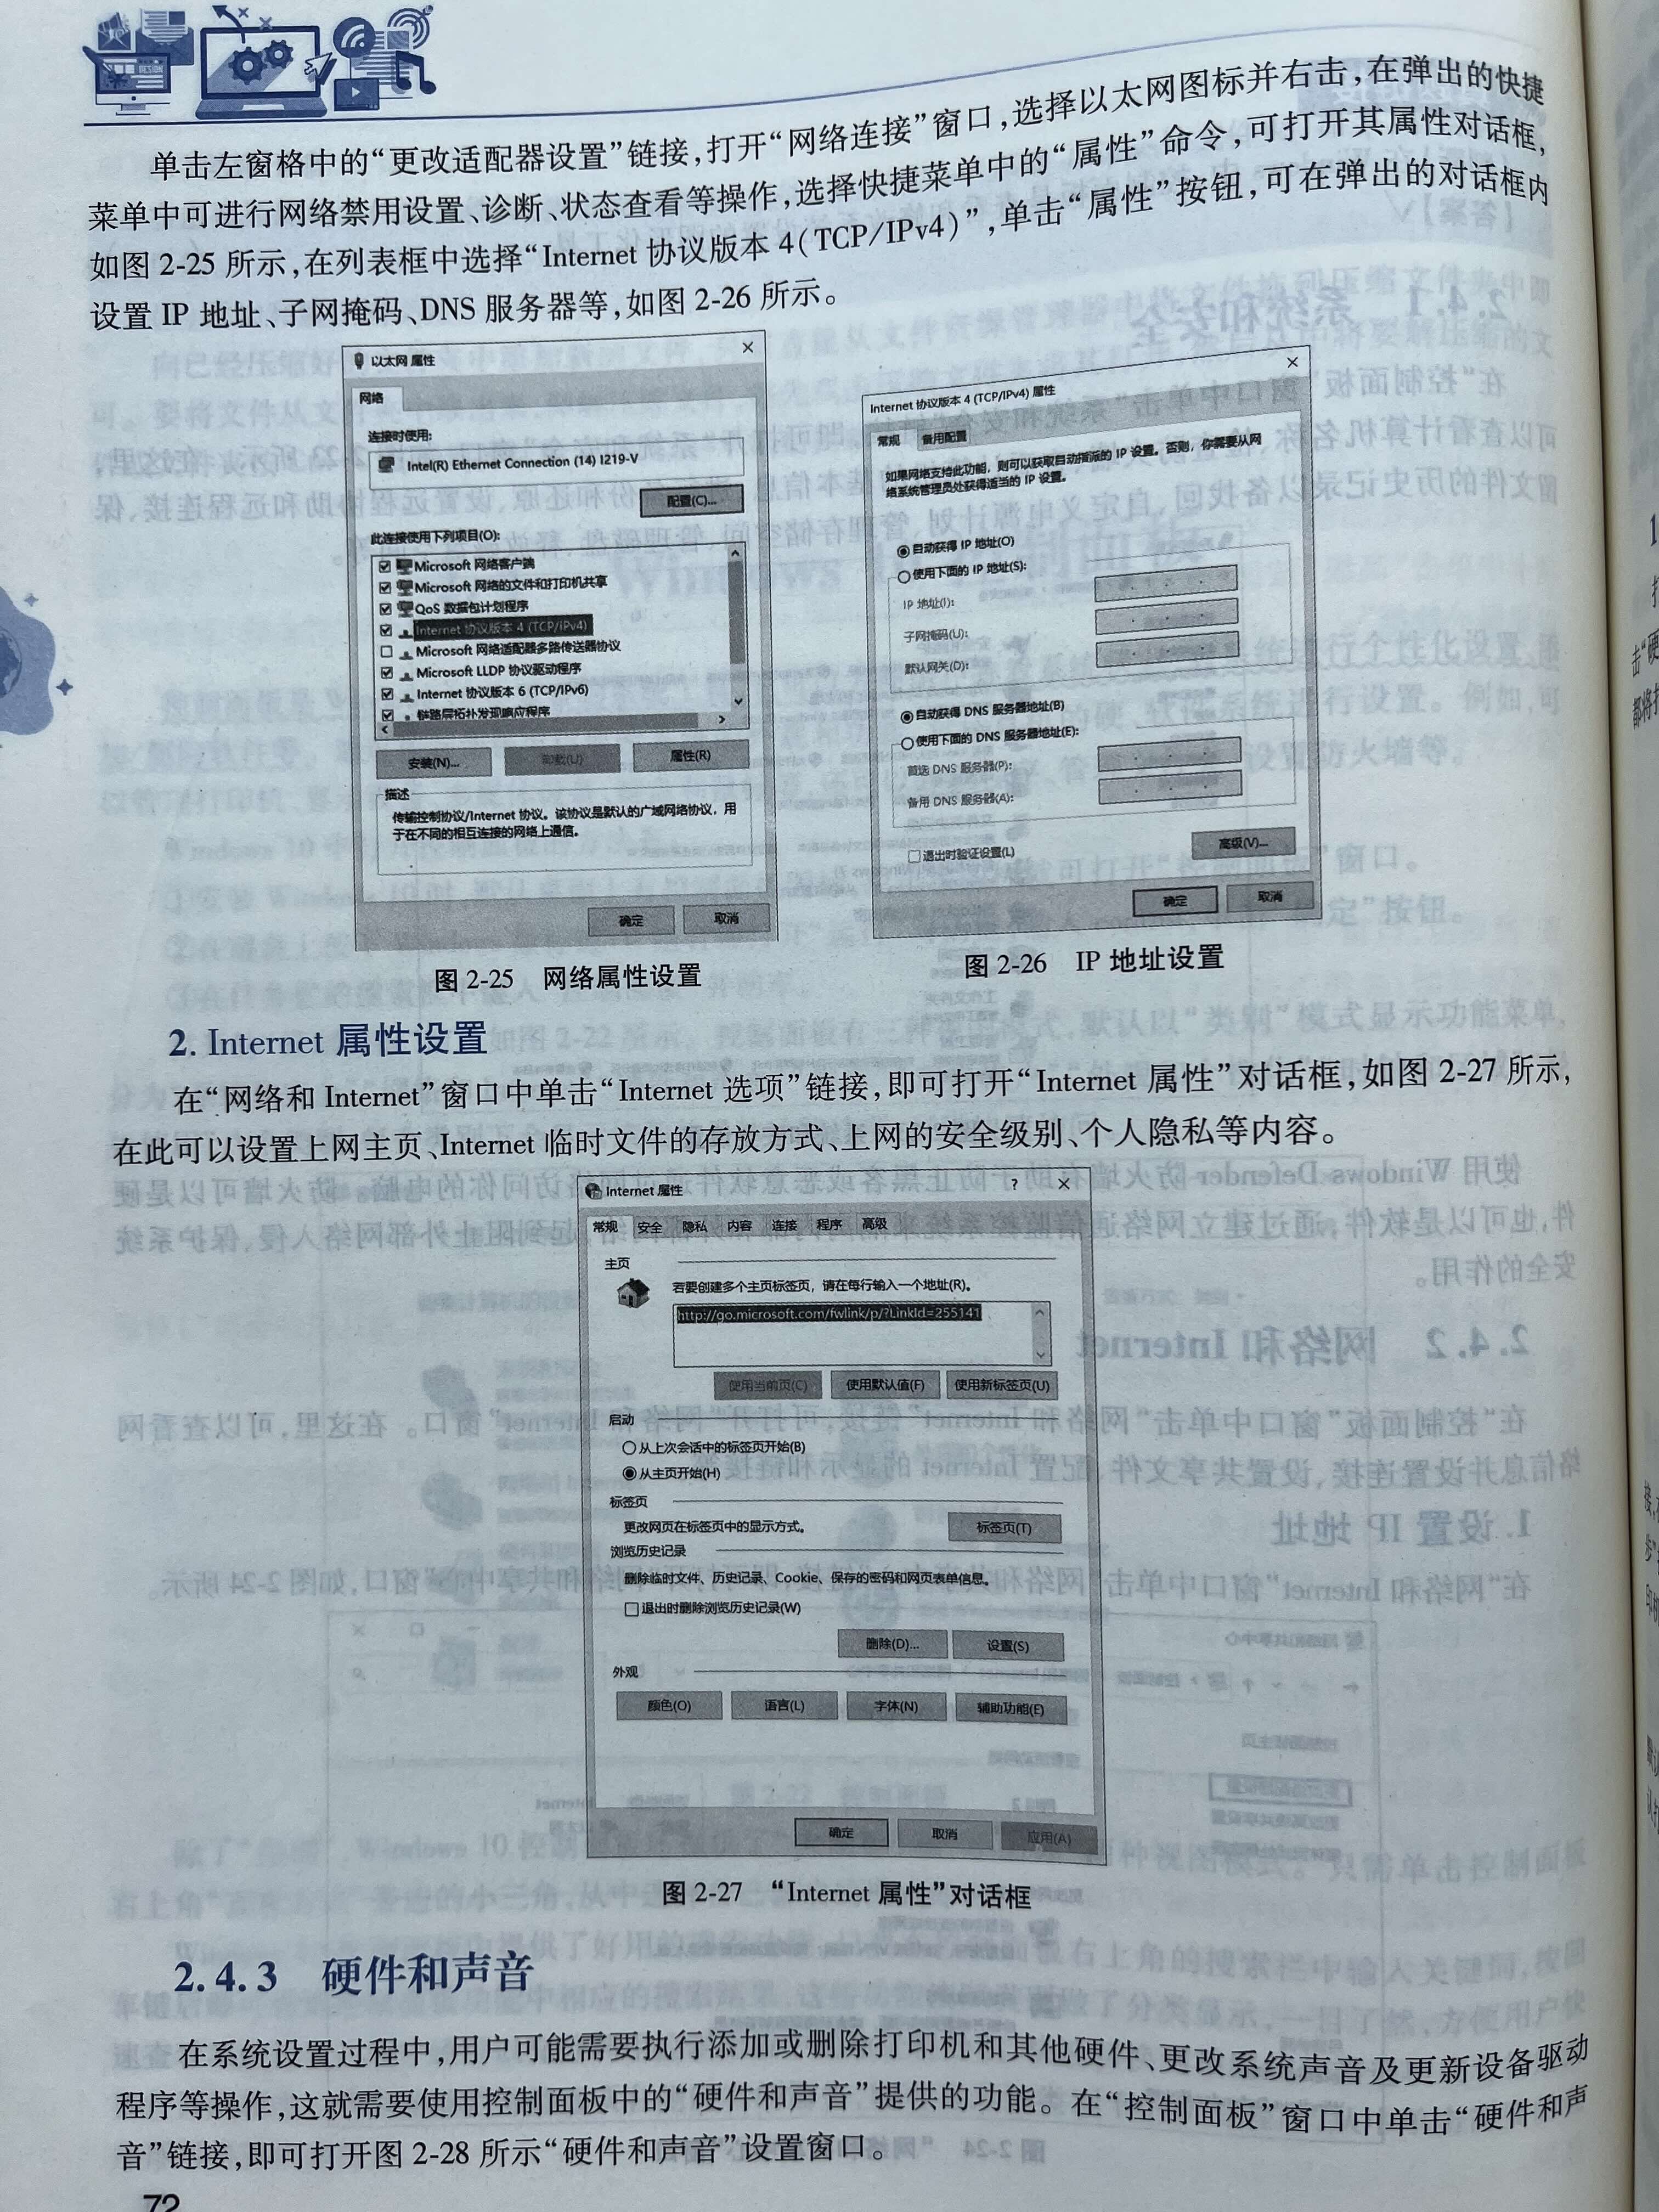 单击左窗格中的“更改适配器设置”链接,打开“网络连接”窗口,选择以太网图标并右击,在弹出的快捷
菜单中可进行网络禁用设置、诊断、状态查看等操作,选择快捷菜单中的“属性”命令,可打开其属性对话框,
如图 2-25 所示,在列表框中选择“Internet 协议版本 4(TCP/IPv4)”,单击“属性”按钮,可在弹出的对话框内
设置 IP 地址、子网掩码、DNS 服务器等,如图 2-26 所示。
以太网 属性
网络
连接时使用:
Intel(R) Ethernet Connection (14) I219-V
配置(C)...
此连接使用下列项目(O):
Microsoft 网络客户端
Microsoft 网络的文件和打印机共享
QoS 数据包计划程序
Internet 协议版本 4 (TCP/IPv4)
Microsoft 网络适配器多路传送器协议
Microsoft LLDP 协议驱动程序
Internet 协议版本 6 (TCP/IPv6)
链路层拓扑发现响应程序
安装(N)...
卸载(U)
属性(R)
描述
传输控制协议/Internet 协议。该协议是默认的广域网络协议，用
于在不同的相互连接的网络上通信。
确定
取消
图 2-25 网络属性设置
Internet 协议版本 4 (TCP/IPv4) 属性
常规 备用配置
如果网络支持此功能，则可以获取自动指派的 IP 设置。否则，你需要从网
络系统管理员处获得适当的 IP 设置。
自动获得 IP 地址(O)
使用下面的 IP 地址(S):
IP 地址(I):
子网掩码(U):
默认网关(D):
自动获得 DNS 服务器地址(B)
使用下面的 DNS 服务器地址(E):
首选 DNS 服务器(P):
备用 DNS 服务器(A):
退出时验证设置(L)
高级(V)...
确定
取消
图 2-26 IP 地址设置
2. Internet 属性设置
在“网络和 Internet”窗口中单击“Internet 选项”链接,即可打开“Internet 属性”对话框,如图 2-27 所示,
在此可以设置上网主页、Internet 临时文件的存放方式、上网的安全级别、个人隐私等内容。
Internet 属性
常规 安全 隐私 内容 连接 程序 高级
主页
若要创建多个主页标签页，请在每行输入一个地址(R)。
http://go.microsoft.com/fwlink/p/?LinkId=255141
使用当前页(C)
使用默认值(F)
使用新标签页(U)
启动
从上次会话中的标签页开始(B)
从主页开始(H)
标签页
更改网页在标签页中的显示方式。
标签页(T)
浏览历史记录
删除临时文件、历史记录、Cookie、保存的密码和网页表单信息。
退出时删除浏览历史记录(W)
删除(D)...
设置(S)
外观
颜色(O)
语言(L)
字体(N)
辅助功能(E)
确定
取消
应用(A)
图 2-27 “Internet 属性”对话框
2.4.3 硬件和声音
在系统设置过程中,用户可能需要执行添加或删除打印机和其他硬件、更改系统声音及更新设备驱动
程序等操作,这就需要使用控制面板中的“硬件和声音”提供的功能。在“控制面板”窗口中单击“硬件和声
音”链接,即可打开图 2-28 所示“硬件和声音”设置窗口。
72